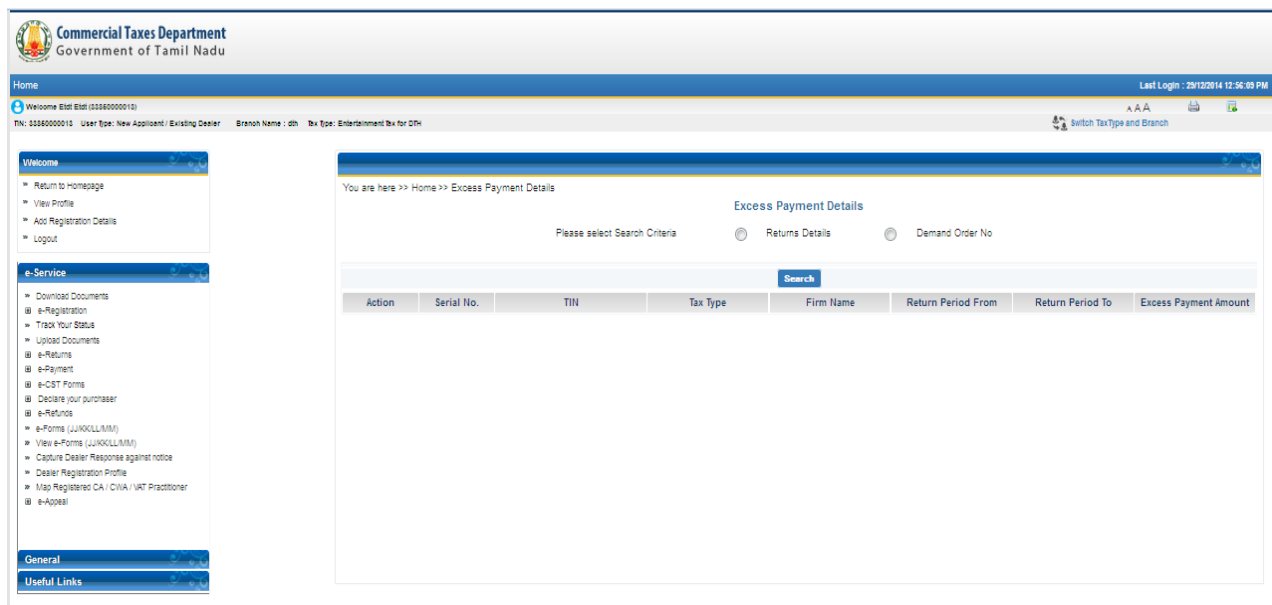 Commercial Taxes Department
Government of Tamil Nadu
Home
Last Login : 29/12/2014 12:56:09 PM
Welcome Etdt Etdt (33860000013)
A A A
TIN: 33860000013 User Type: New Applicant / Existing Dealer Branch Name : dth Tax Type: Entertainment Tax for DTH
Switch TaxType and Branch
Welcome
» Return to Homepage
» View Profile
» Add Registration Details
» Logout
e-Service
» Download Documents
e-Registration
» Track Your Status
» Upload Documents
e-Returns
e-Payment
e-CST Forms
Declare your purchaser
e-Refunds
» e-Forms (JJ/KK/LL/MM)
» View e-Forms (JJ/KK/LL/MM)
» Capture Dealer Response against notice
» Dealer Registration Profile
» Map Registered CA / CWA / VAT Practitioner
e-Appeal
General
Useful Links
You are here >> Home >> Excess Payment Details
Excess Payment Details
Please select Search Criteria Returns Details Demand Order No
Search
Action Serial No. TIN Tax Type Firm Name Return Period From Return Period To Excess Payment Amount